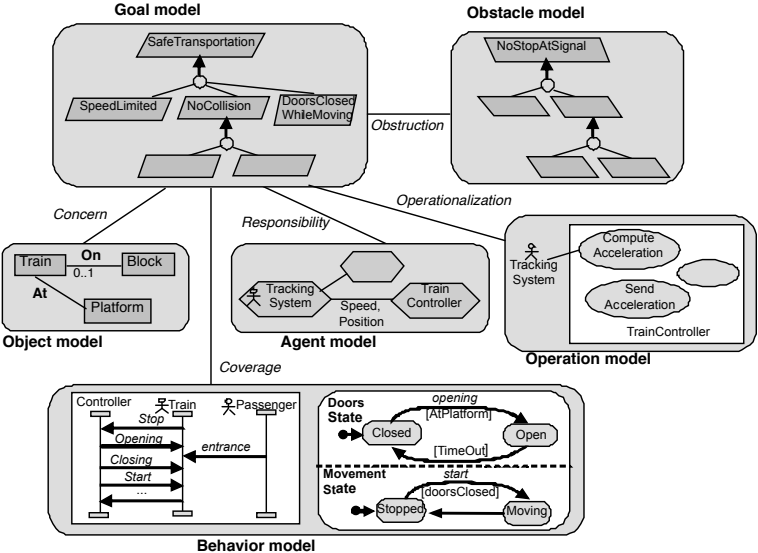 Goal model
Obstacle model
SafeTransportation
SpeedLimited
NoCollision
DoorsClosed
WhileMoving
NoStopAtSignal
Obstruction
Concern
Responsibility
Operationalization
Coverage
Train
On
0..1
Block
At
Platform
Object model
Tracking
System
Speed,
Position
Train
Controller
Agent model
Tracking
System
Compute
Acceleration
Send
Acceleration
TrainController
Operation model
Controller
Train
Passenger
Stop
Opening
entrance
Closing
Start
...
Doors
State
opening
[AtPlatform]
Closed
Open
[TimeOut]
Movement
State
start
[doorsClosed]
Stopped
Moving
Behavior model